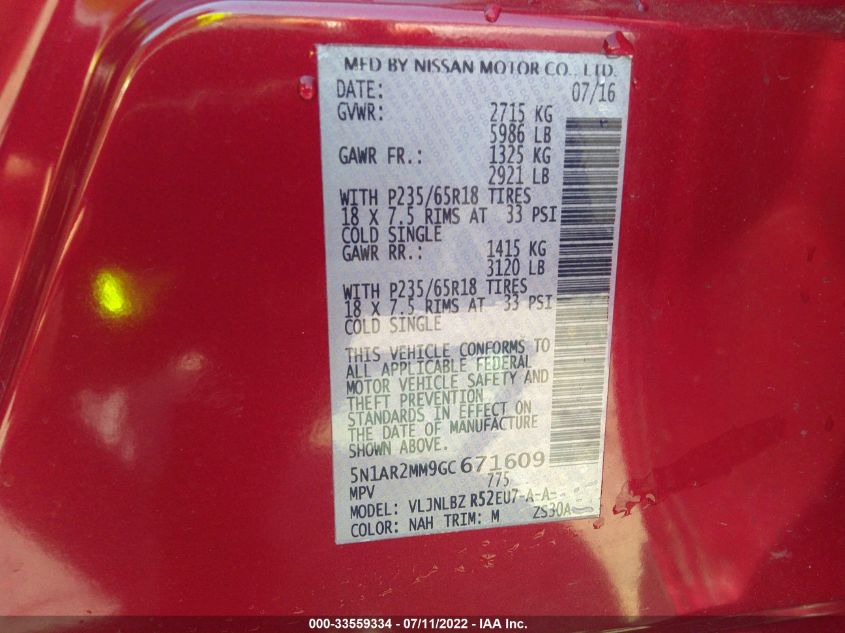 MFD BY NISSAN MOTOR CO., LTD.
DATE: 07/16
GVWR: 2715 KG
5986 LB
GAWR FR.: 1325 KG
2921 LB
WITH P235/65R18 TIRES
18 X 7.5 RIMS AT 33 PSI
COLD SINGLE
GAWR RR.: 1415 KG
3120 LB
WITH P235/65R18 TIRES
18 X 7.5 RIMS AT 33 PSI
COLD SINGLE
THIS VEHICLE CONFORMS TO
ALL APPLICABLE FEDERAL
MOTOR VEHICLE SAFETY AND
THEFT PREVENTION
STANDARDS IN EFFECT ON
THE DATE OF MANUFACTURE
SHOWN ABOVE.
5N1AR2MM9GC671609
MPV 775
MODEL: VLJNLBZ R52EU7-A-A-
COLOR: NAH TRIM: M ZS30A
000-33559334 - 07/11/2022 - IAA Inc.